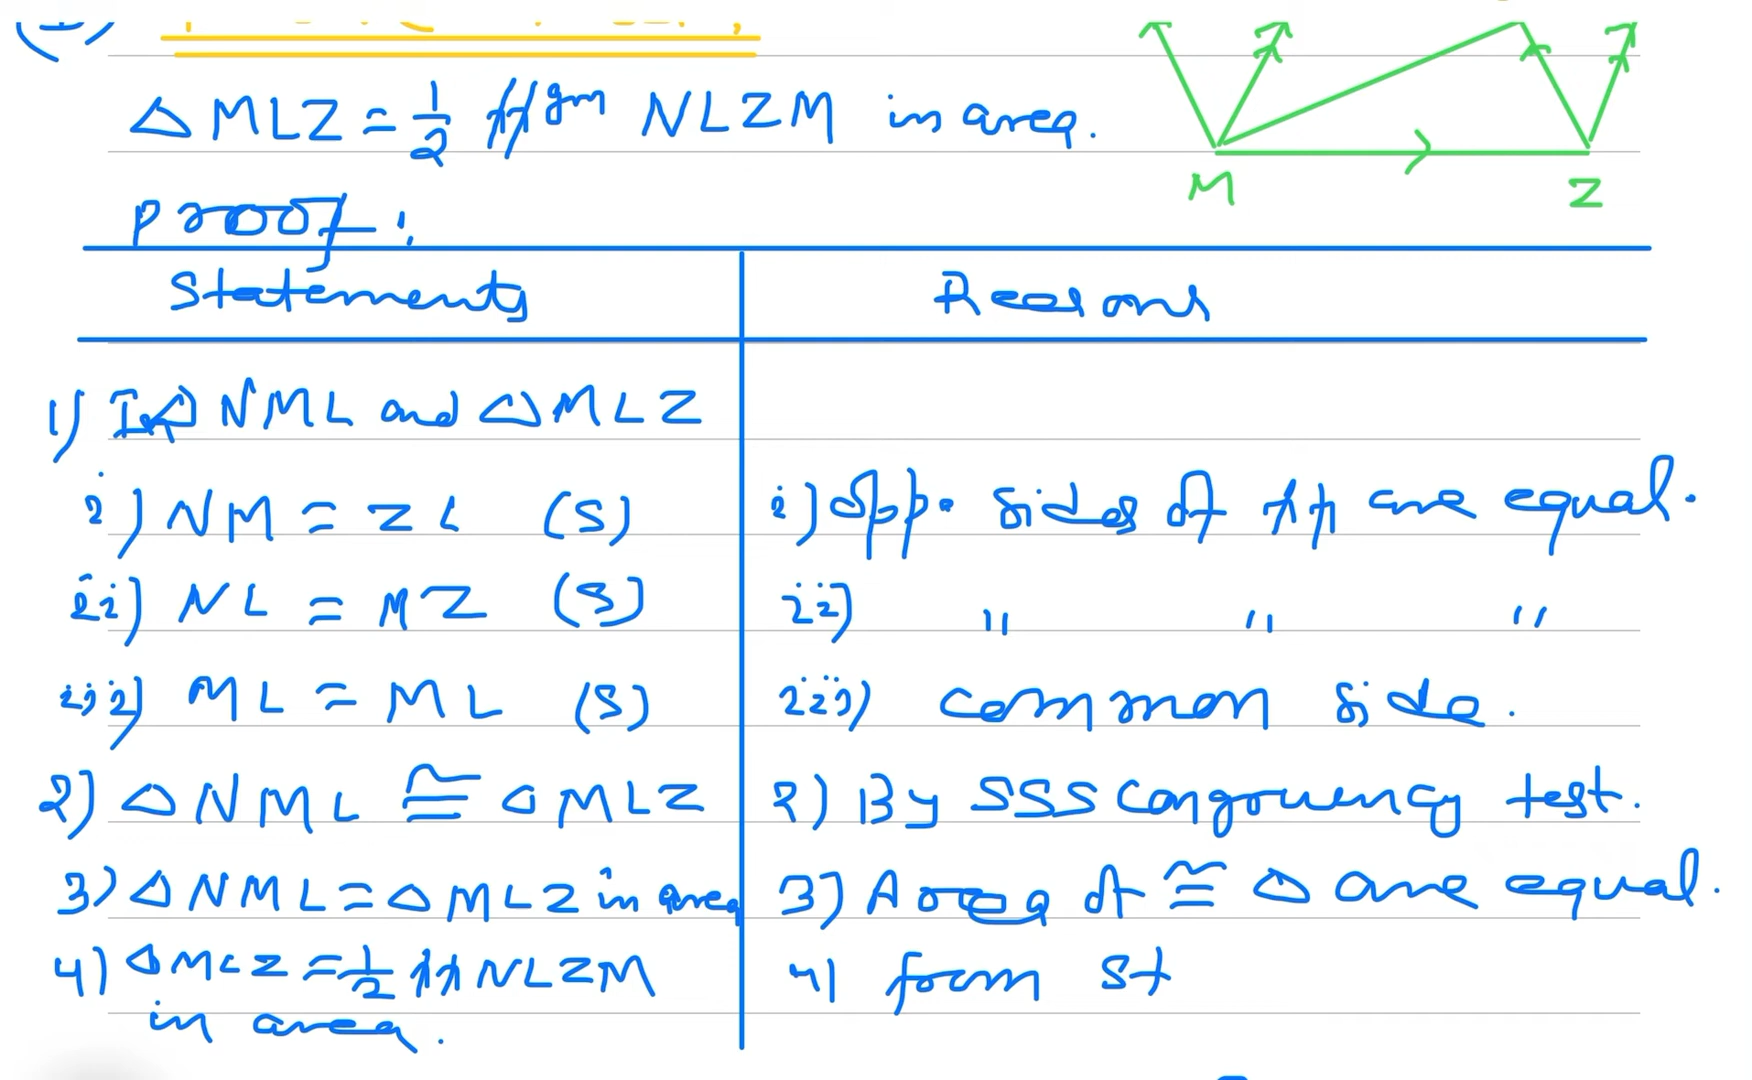 △MLZ = 1/2 //gm NLZM in area.
M Z
Proof:
Statements Reasons
1) In △NML and △MLZ
i) NM = ZL (S) i) Opp. sides of // are equal.
ii) NL = MZ (S) ii) " " "
iii) ML = ML (S) iii) common side.
2) △NML ≅ △MLZ 2) By SSS congruency test.
3) △NML = △MLZ in area 3) Area of ≅ △ are equal.
4) △MLZ = 1/2 // NLZM 4) from st
in area.